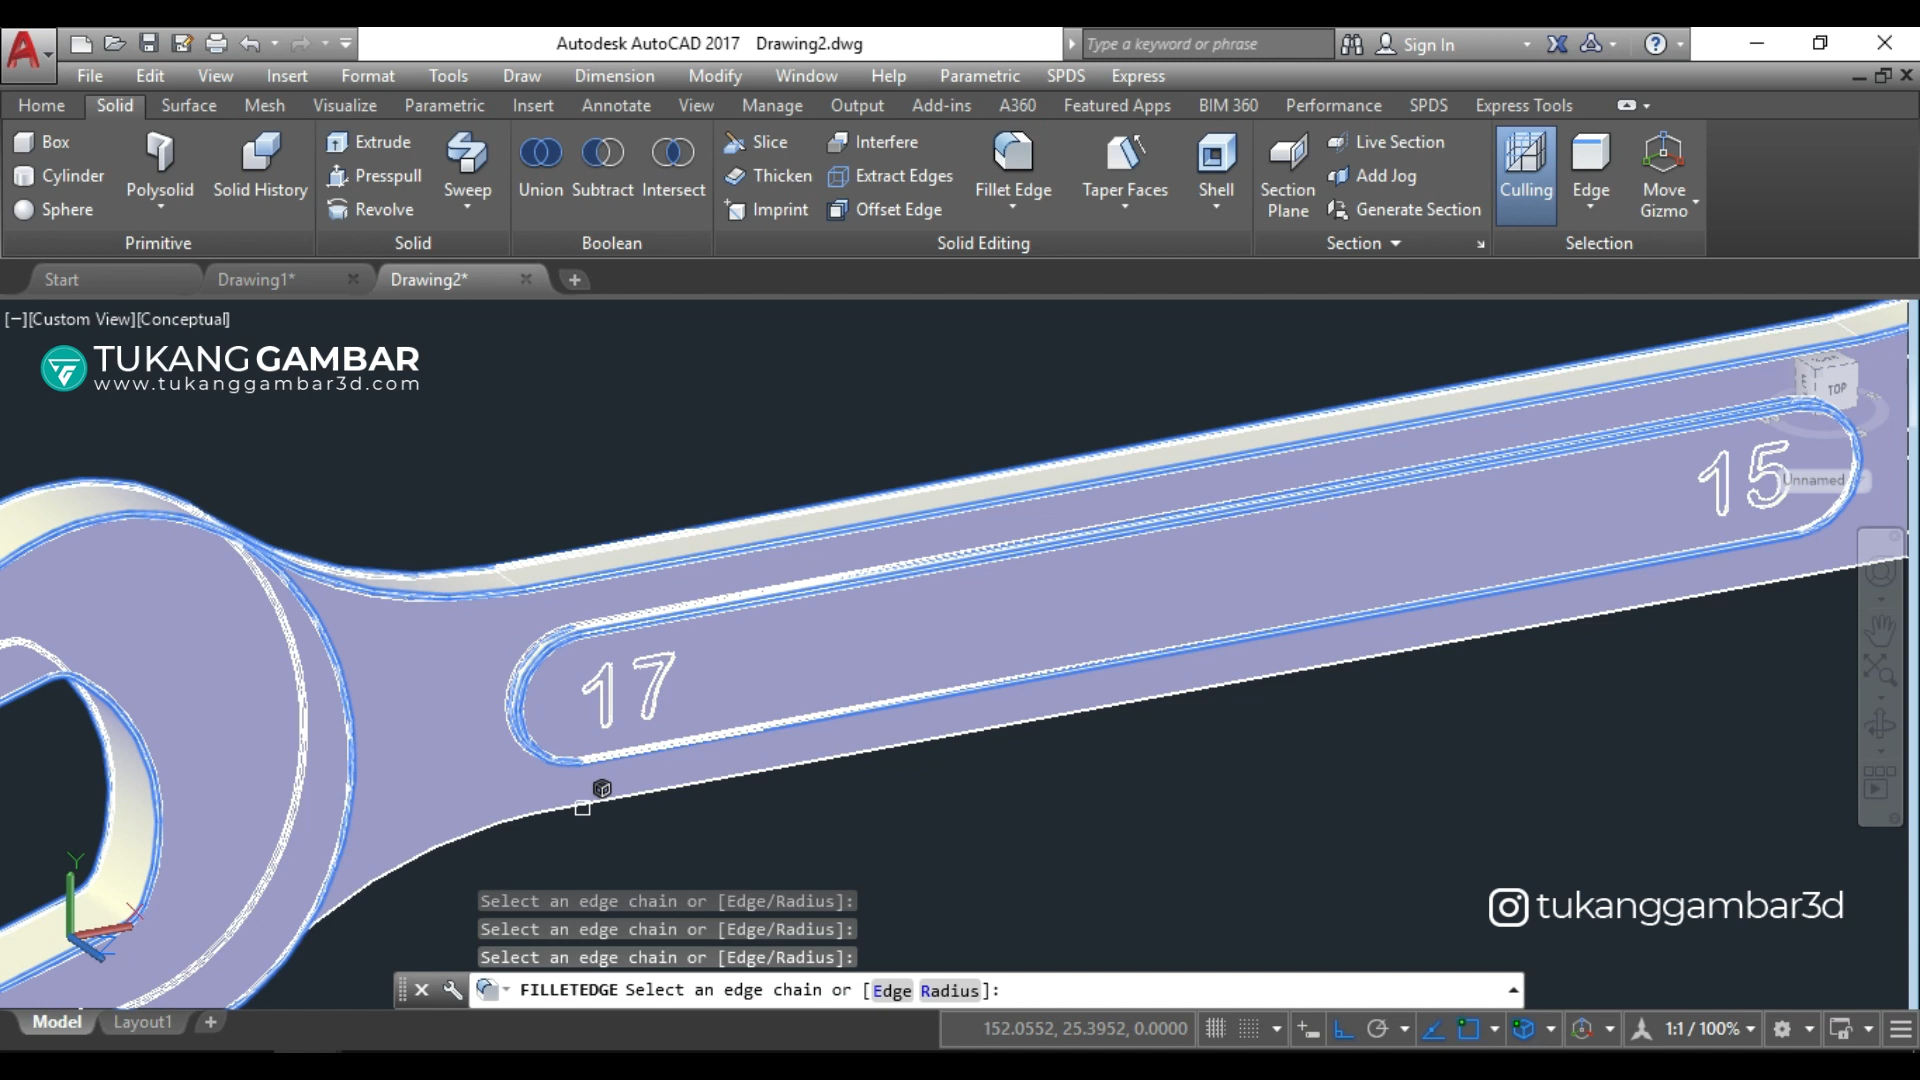 Autodesk AutoCAD 2017 Drawing2.dwg
Type a keyword or phrase
Sign In
File Edit View Insert Format Tools Draw Dimension Modify Window Help Parametric SPDS Express
Home Solid Surface Mesh Visualize Parametric Insert Annotate View Manage Output Add-ins A360 Featured Apps BIM 360 Performance SPDS Express Tools
Box
Cylinder
Sphere
Polysolid
Solid History
Primitive
Extrude
Presspull
Revolve
Sweep
Solid
Union Subtract Intersect
Boolean
Slice
Thicken
Imprint
Interfere
Extract Edges
Offset Edge
Fillet Edge
Taper Faces
Shell
Solid Editing
Section
Plane
Live Section
Add Jog
Generate Section
Section
Culling
Edge
Move
Gizmo
Selection
Start Drawing1* Drawing2*
[−][Custom View][Conceptual]
TUKANG GAMBAR
www.tukanggambar3d.com
TOP
Unnamed
15
17
Y
X
tukanggambar3d
Select an edge chain or [Edge/Radius]:
Select an edge chain or [Edge/Radius]:
Select an edge chain or [Edge/Radius]:
FILLETEDGE Select an edge chain or [Edge Radius]:
Model Layout1
152.0552, 25.3952, 0.0000
1:1 / 100%